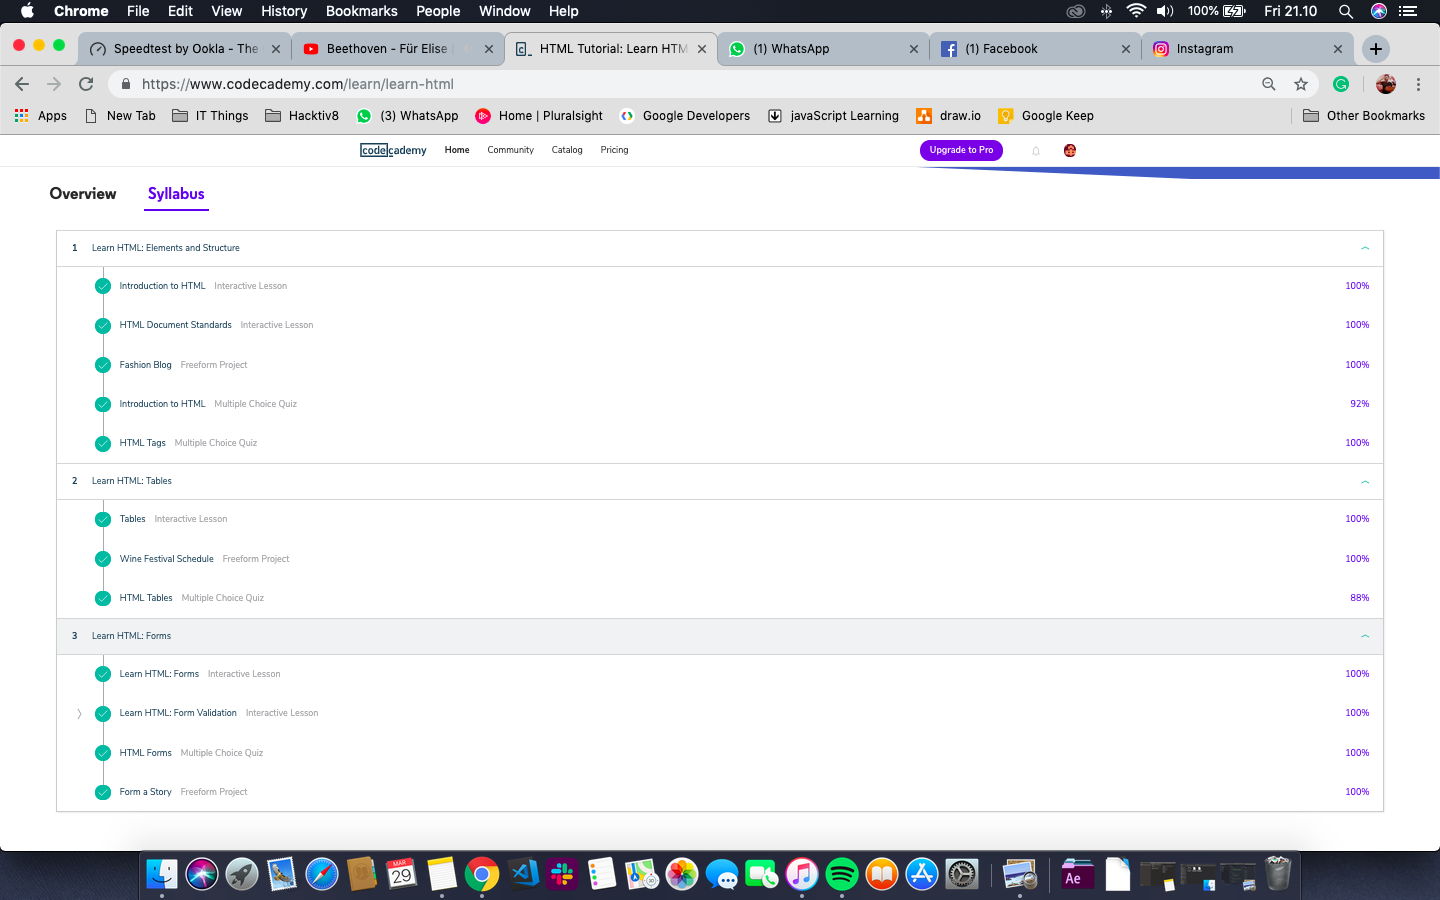 Chrome File Edit View History Bookmarks People Window Help 100% Fri 21.10
Speedtest by Ookla - The Beethoven - Für Elise HTML Tutorial: Learn HTM (1) WhatsApp (1) Facebook Instagram
https://www.codecademy.com/learn/learn-html
Apps New Tab IT Things Hacktiv8 (3) WhatsApp Home | Pluralsight Google Developers javaScript Learning draw.io Google Keep Other Bookmarks
codecademy Home Community Catalog Pricing Upgrade to Pro
Overview Syllabus
1 Learn HTML: Elements and Structure
Introduction to HTML Interactive Lesson 100%
HTML Document Standards Interactive Lesson 100%
Fashion Blog Freeform Project 100%
Introduction to HTML Multiple Choice Quiz 92%
HTML Tags Multiple Choice Quiz 100%
2 Learn HTML: Tables
Tables Interactive Lesson 100%
Wine Festival Schedule Freeform Project 100%
HTML Tables Multiple Choice Quiz 88%
3 Learn HTML: Forms
Learn HTML: Forms Interactive Lesson 100%
Learn HTML: Form Validation Interactive Lesson 100%
HTML Forms Multiple Choice Quiz 100%
Form a Story Freeform Project 100%
MAR
29
Ae